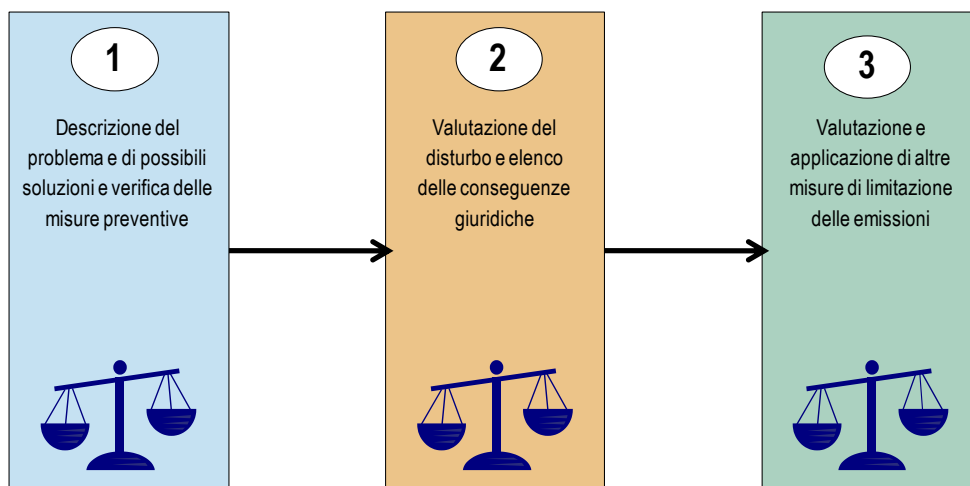 1
Descrizione del
problema e di possibili
soluzioni e verifica delle
misure preventive
2
Valutazione del
disturbo e elenco
delle conseguenze
giuridiche
3
Valutazione e
applicazione di altre
misure di limitazione
delle emissioni